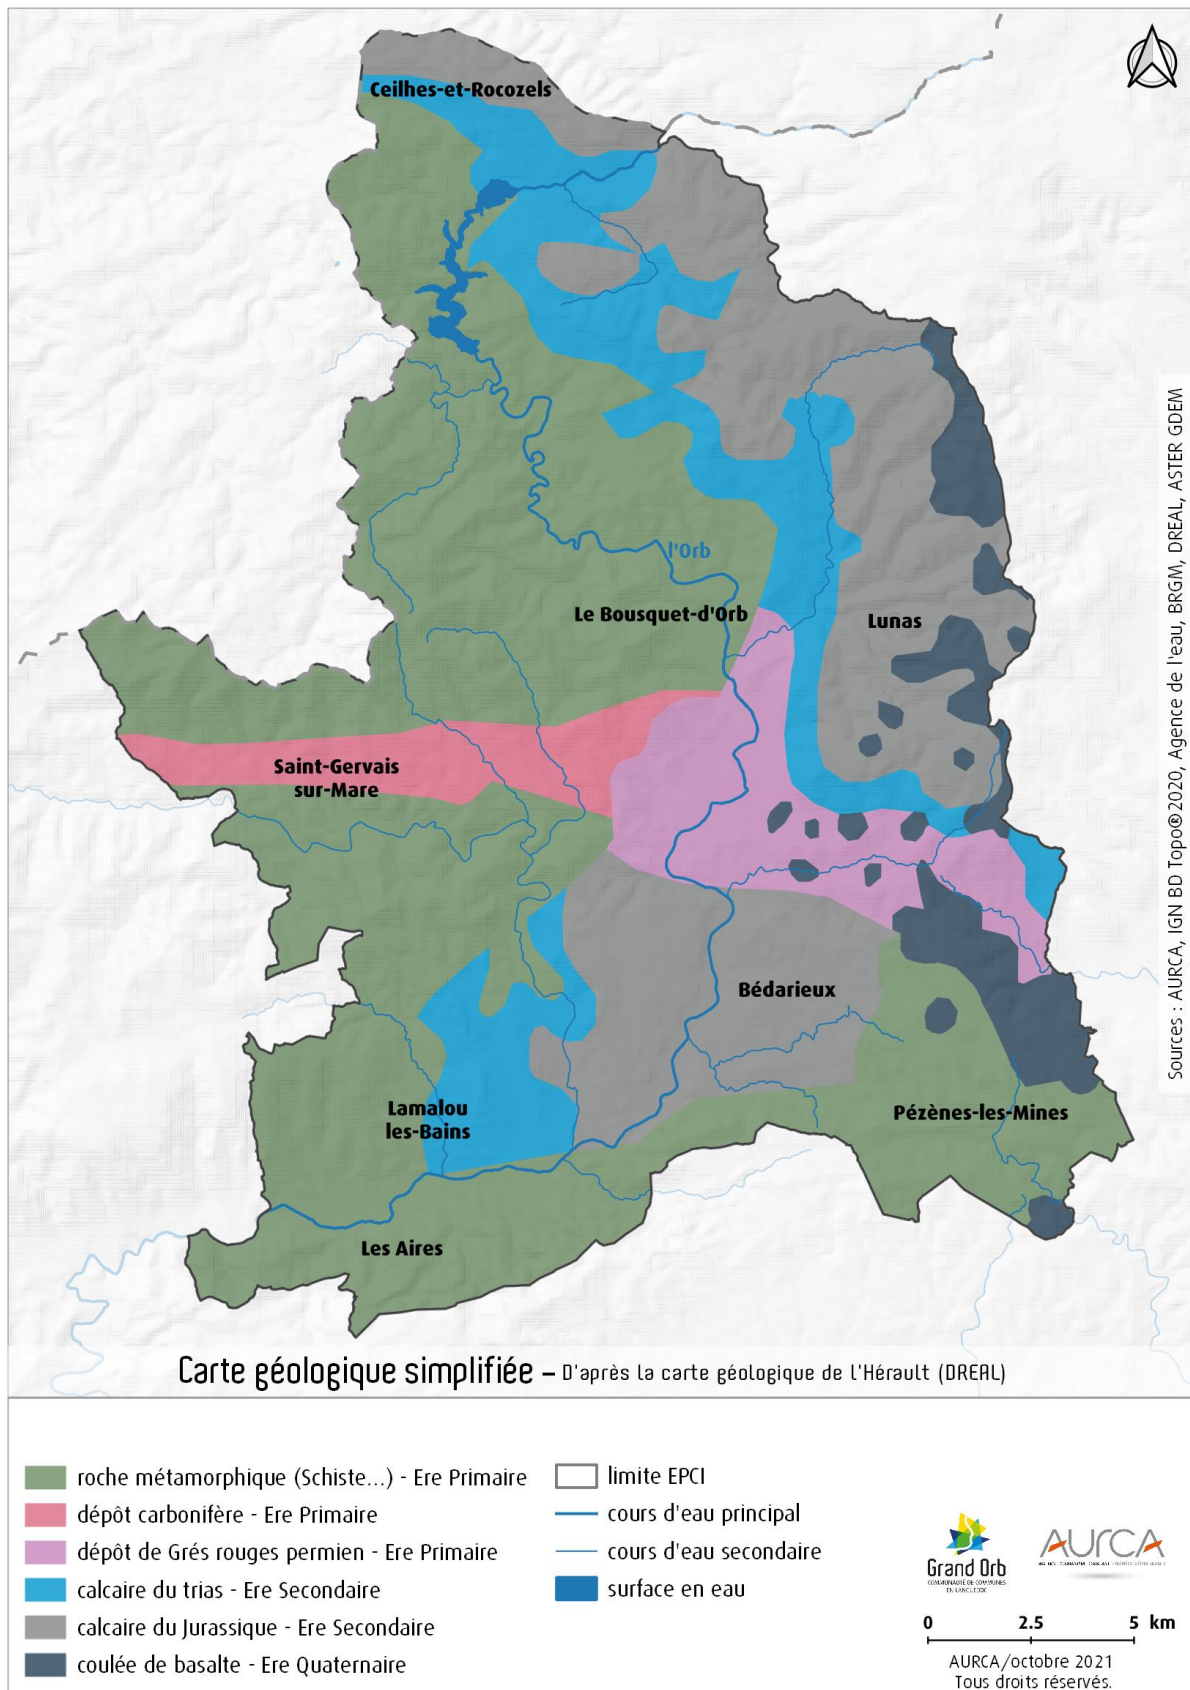 Ceilhes-et-Rocozels
l'Orb
Le Bousquet-d'Orb
Lunas
Saint-Gervais
sur-Mare
Bédarieux
Lamalou
les-Bains
Pézènes-les-Mines
Les Aires
Sources : AURCA, IGN BD Topo®2020, Agence de l'eau, BRGM, DREAL, ASTER GDEM
Carte géologique simplifiée – D'après la carte géologique de l'Hérault (DREAL)
roche métamorphique (Schiste...) - Ere Primaire
dépôt carbonifère - Ere Primaire
dépôt de Grés rouges permien - Ere Primaire
calcaire du trias - Ere Secondaire
calcaire du Jurassique - Ere Secondaire
coulée de basalte - Ere Quaternaire
limite EPCI
cours d'eau principal
cours d'eau secondaire
surface en eau
Grand Orb
COMMUNAUTÉ DE COMMUNES
EN LANGUEDOC
AURCA
0 2.5 5 km
AURCA/octobre 2021
Tous droits réservés.